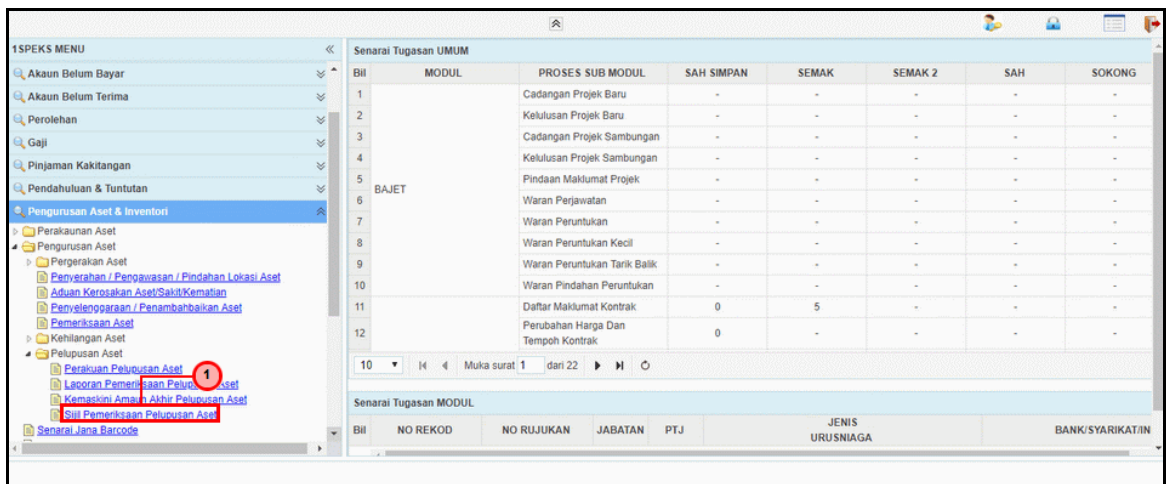 1SPEKS MENU
Akaun Belum Bayar
Akaun Belum Terima
Perolehan
Gaji
Pinjaman Kakitangan
Pendahuluan & Tuntutan
Pengurusan Aset & Inventori
Perakaunan Aset
Pengurusan Aset
Pergerakan Aset
Penyerahan / Pengawasan / Pindahan Lokasi Aset
Aduan Kerosakan Aset/Sakit/Kematian
Penyelenggaraan / Penambahbaikan Aset
Pemeriksaan Aset
Kehilangan Aset
Pelupusan Aset
Perakuan Pelupusan Aset
1
Laporan Pemeriksaan Aset
Kemaskini Amaun Akhir Pelupusan Aset
Sijil Pemeriksaan Pelupusan Aset
Senarai Jana Barcode
Senarai Tugasan UMUM
Bil MODUL PROSES SUB MODUL SAH SIMPAN SEMAK SEMAK 2 SAH SOKONG
1 Cadangan Projek Baru - - - - -
2 Kelulusan Projek Baru - - - - -
3 Cadangan Projek Sambungan - - - - -
4 Kelulusan Projek Sambungan - - - - -
5 Pindaan Maklumat Projek - - - - -
BAJET
6 Waran Perjawatan - - - - -
7 Waran Peruntukan - - - - -
8 Waran Peruntukan Kecil - - - - -
9 Waran Peruntukan Tarik Balik - - - - -
10 Waran Pindahan Peruntukan - - - - -
11 Daftar Maklumat Kontrak 0 5 - - -
12 Perubahan Harga Dan
Tempoh Kontrak 0 - - - -
10 Muka surat 1 dari 22
Senarai Tugasan MODUL
Bil NO REKOD NO RUJUKAN JABATAN PTJ JENIS
URUSNIAGA BANK/SYARIKAT/IN